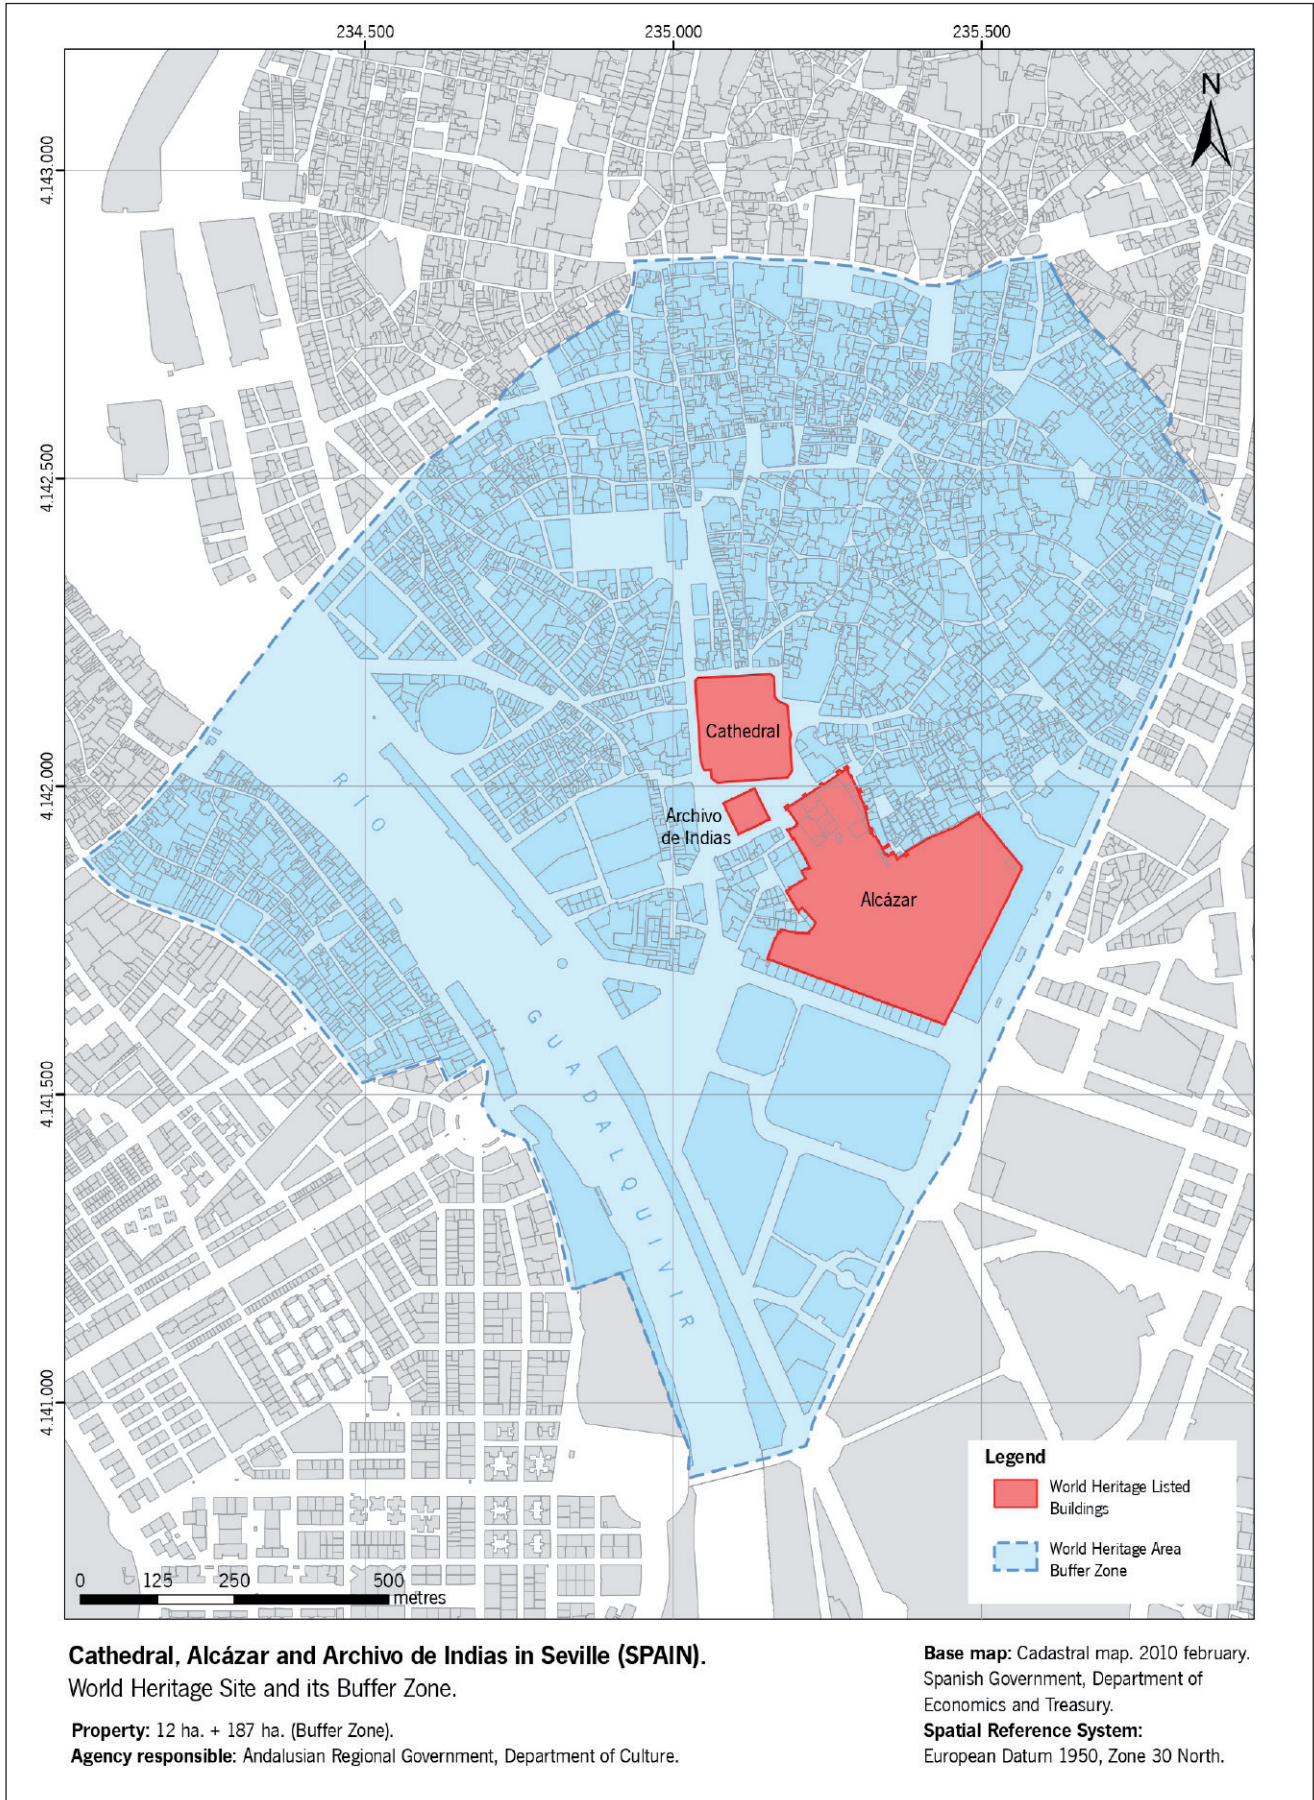 234.500 235.000 235.500
N
4.143.000
4.142.500
4.142.000
4.141.500
4.141.000
Cathedral
Archivo
de Indias
Alcázar
RIO
GUADALQUIVIR
Legend
World Heritage Listed
Buildings
World Heritage Area
Buffer Zone
0 125 250 500
metres
Cathedral, Alcázar and Archivo de Indias in Seville (SPAIN).
World Heritage Site and its Buffer Zone.
Property: 12 ha. + 187 ha. (Buffer Zone).
Agency responsible: Andalusian Regional Government, Department of Culture.
Base map: Cadastral map. 2010 february.
Spanish Government, Department of
Economics and Treasury.
Spatial Reference System:
European Datum 1950, Zone 30 North.